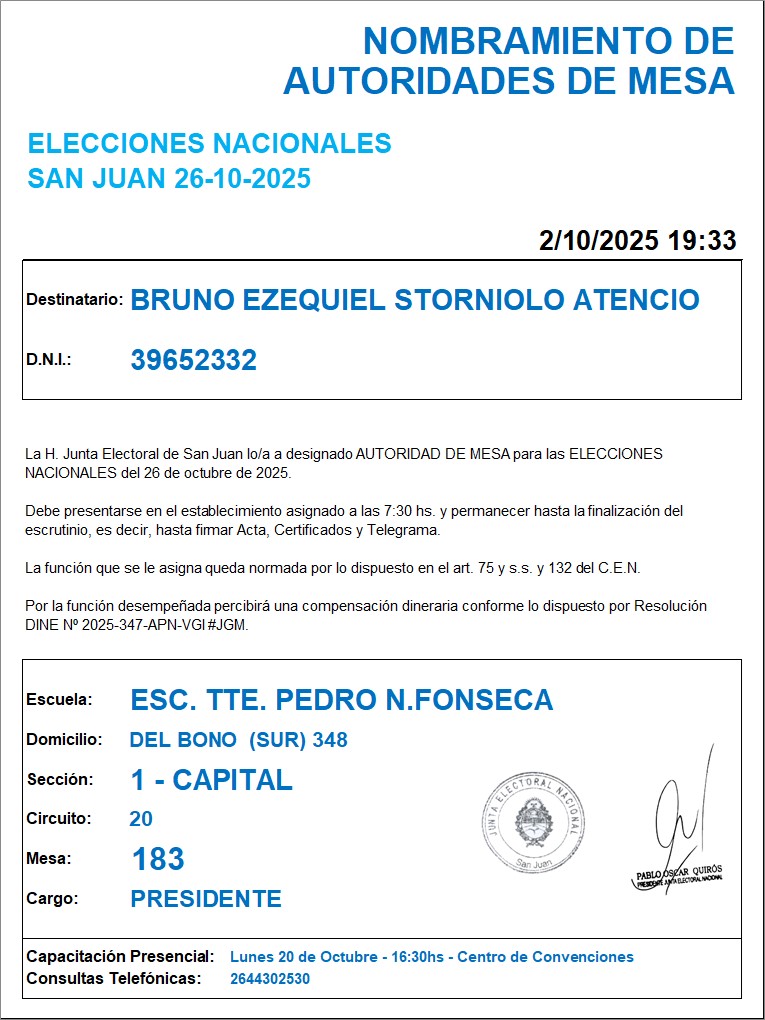 NOMBRAMIENTO DE
AUTORIDADES DE MESA
ELECCIONES NACIONALES
SAN JUAN 26-10-2025
2/10/2025 19:33
Destinatario: BRUNO EZEQUIEL STORNIOLO ATENCIO
D.N.I.: 39652332
La H. Junta Electoral de San Juan lo/a a designado AUTORIDAD DE MESA para las ELECCIONES
NACIONALES del 26 de octubre de 2025.
Debe presentarse en el establecimiento asignado a las 7:30 hs. y permanecer hasta la finalización del
escrutinio, es decir, hasta firmar Acta, Certificados y Telegrama.
La función que se le asigna queda normada por lo dispuesto en el art. 75 y s.s. y 132 del C.E.N.
Por la función desempeñada percibirá una compensación dineraria conforme lo dispuesto por Resolución
DINE Nº 2025-347-APN-VGI#JGM.
Escuela: ESC. TTE. PEDRO N.FONSECA
Domicilio: DEL BONO (SUR) 348
Sección: 1 - CAPITAL
Circuito: 20
Mesa: 183
Cargo: PRESIDENTE
JUNTA ELECTORAL NACIONAL
San Juan
PABLO OSCAR QUIRÓS
PRESIDENTE JUNTA ELECTORAL NACIONAL
Capacitación Presencial: Lunes 20 de Octubre - 16:30hs - Centro de Convenciones
Consultas Telefónicas: 2644302530